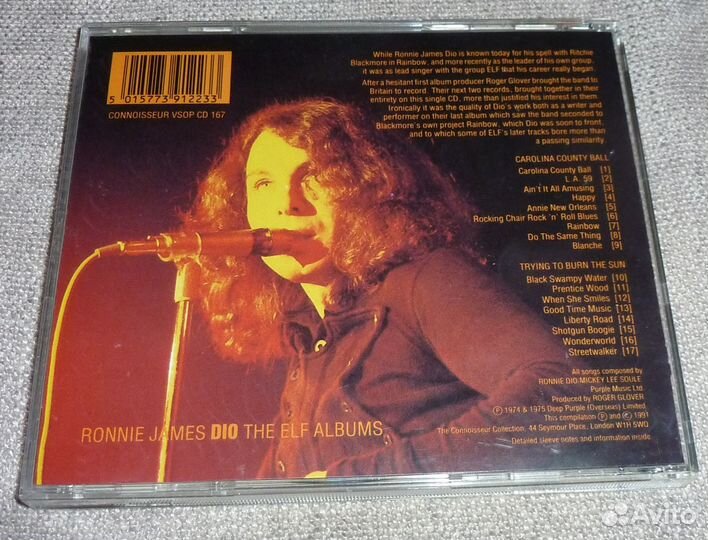 While Ronnie James Dio is known today for his spell with Ritchie
Blackmore in Rainbow, and more recently as the leader of his own group,
it was as lead singer with the group ELF that his career really began.
After a hesitant first album producer Roger Glover brought the band to
Britain to record. Their next two records, brought together in their
entirety on this single CD, more than justified his interest in them.
Ironically it was the quality of Dio's work both as a writer and
performer on their last album which saw the band seconded to
Blackmore's own project Rainbow, which Dio was soon to front,
and to which some of ELF's later tracks bore more than
a passing similarity.
5 015773 912233
CONNOISSEUR VSOP CD 167
CAROLINA COUNTY BALL
Carolina County Ball [1]
L.A. 59 [2]
Ain't It All Amusing [3]
Happy [4]
Annie New Orleans [5]
Rocking Chair Rock 'n' Roll Blues [6]
Rainbow [7]
Do The Same Thing [8]
Blanche [9]
TRYING TO BURN THE SUN
Black Swampy Water [10]
Prentice Wood [11]
When She Smiles [12]
Good Time Music [13]
Liberty Road [14]
Shotgun Boogie [15]
Wonderworld [16]
Streetwalker [17]
All songs composed by
RONNIE DIO/MICKEY LEE SOULE
Purple Music Ltd.
Produced by ROGER GLOVER
℗ 1974 & 1975 Deep Purple (Overseas) Limited
This compilation ℗ and © 1991
The Connoisseur Collection, 44 Seymour Place, London W1H 5WQ
Detailed sleeve notes and information inside
RONNIE JAMES DIO THE ELF ALBUMS
Avito